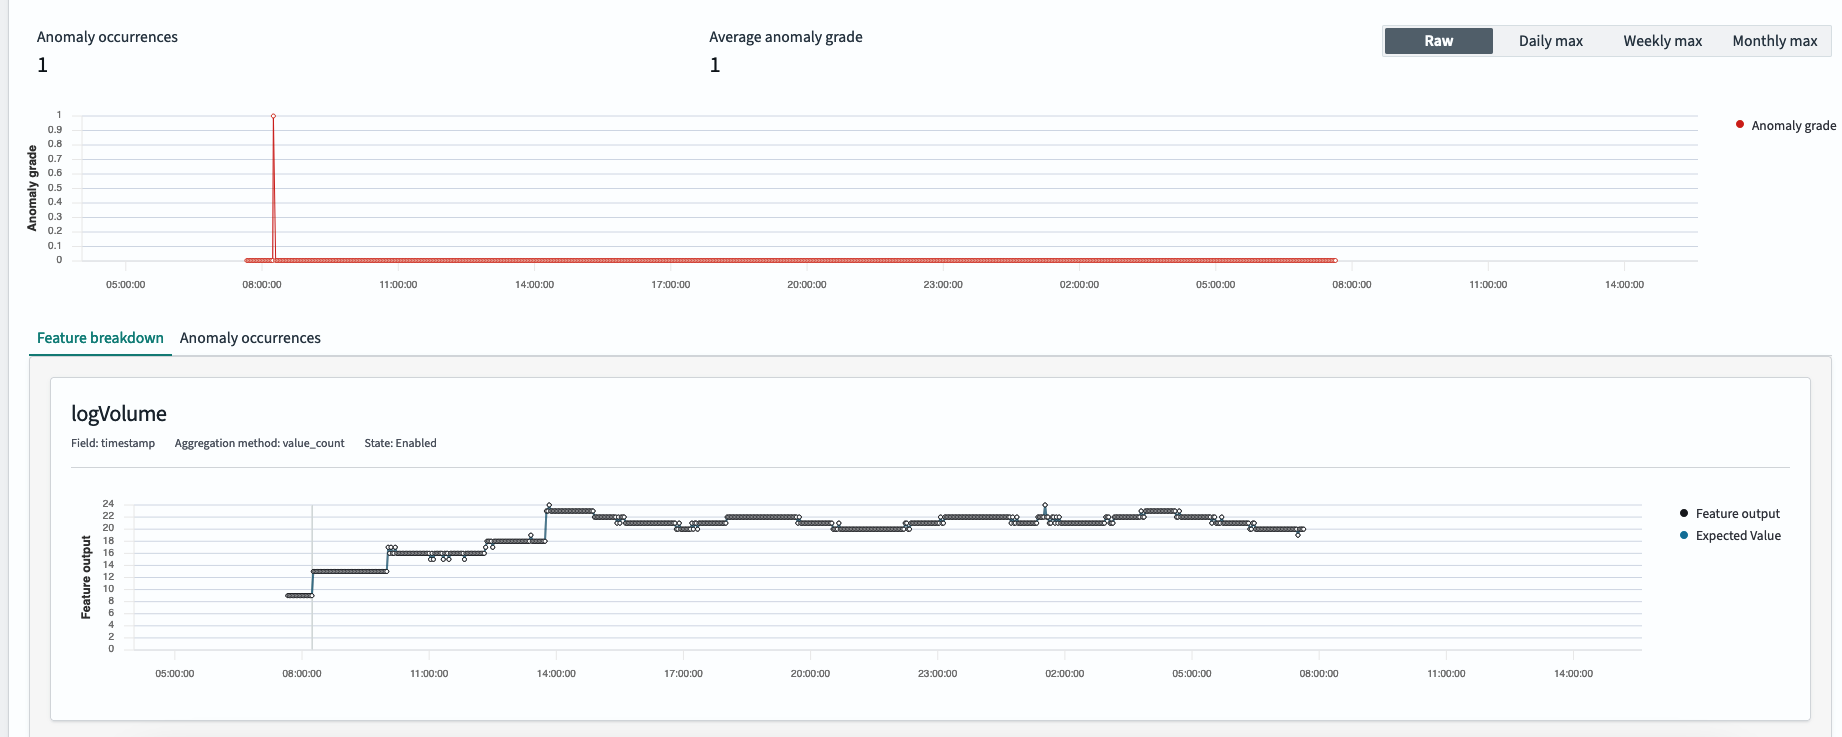 Anomaly occurrences
1
Average anomaly grade
1
Raw Daily max Weekly max Monthly max
Anomaly grade
1
0.9
0.8
0.7
0.6
0.5
0.4
0.3
0.2
0.1
0
05:00:00 08:00:00 11:00:00 14:00:00 17:00:00 20:00:00 23:00:00 02:00:00 05:00:00 08:00:00 11:00:00 14:00:00
Anomaly grade
Feature breakdown Anomaly occurrences
logVolume
Field: timestamp Aggregation method: value_count State: Enabled
Feature output
24
22
20
18
16
14
12
10
8
6
4
2
0
05:00:00 08:00:00 11:00:00 14:00:00 17:00:00 20:00:00 23:00:00 02:00:00 05:00:00 08:00:00 11:00:00 14:00:00
Feature output
Expected Value